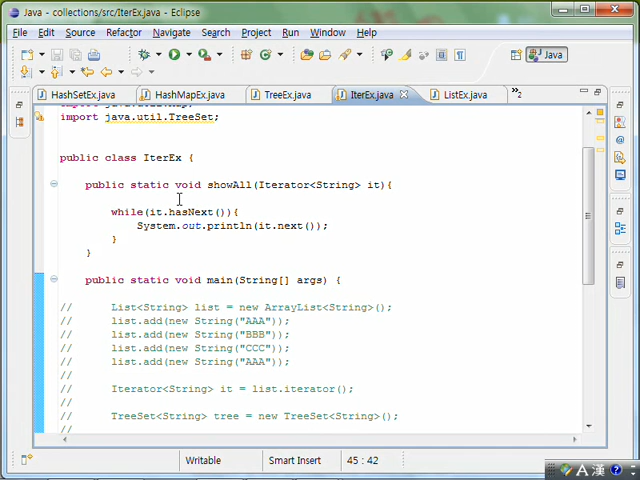 Java - collections/src/IterEx.java - Eclipse
File Edit Source Refactor Navigate Search Project Run Window Help
Java
HashSetEx.java HashMapEx.java TreeEx.java IterEx.java ListEx.java »2
import java.util.TreeSet;
public class IterEx {
public static void showAll(Iterator<String> it){
while(it.hasNext()){
System.out.println(it.next());
}
}
public static void main(String[] args) {
// List<String> list = new ArrayList<String>();
// list.add(new String("AAA"));
// list.add(new String("BBB"));
// list.add(new String("CCC"));
// list.add(new String("AAA"));
//
// Iterator<String> it = list.iterator();
//
// TreeSet<String> tree = new TreeSet<String>();
//
Writable Smart Insert 45 : 42
A 漢